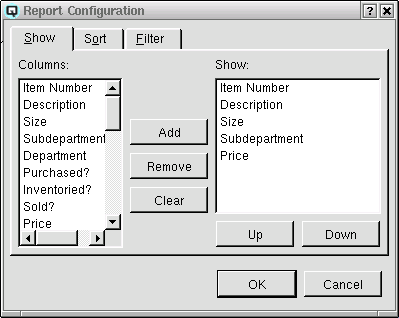 Report Configuration
Show Sort Filter
Columns:
Item Number
Description
Size
Subdepartment
Department
Purchased?
Inventoried?
Sold?
Price
Add
Remove
Clear
Show:
Item Number
Description
Size
Subdepartment
Price
Up Down
OK Cancel